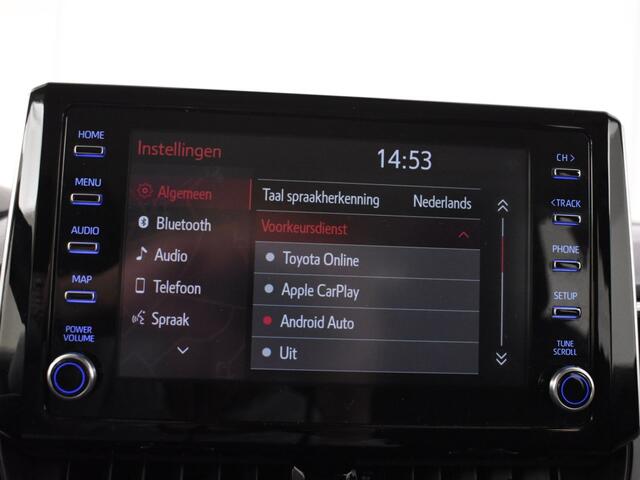 HOME
MENU
AUDIO
MAP
POWER
VOLUME
Instellingen
14:53
Algemeen
Bluetooth
Audio
Telefoon
Spraak
Taal spraakherkenning Nederlands
Voorkeursdienst
Toyota Online
Apple CarPlay
Android Auto
Uit
CH >
<TRACK
PHONE
SETUP
TUNE
SCROLL